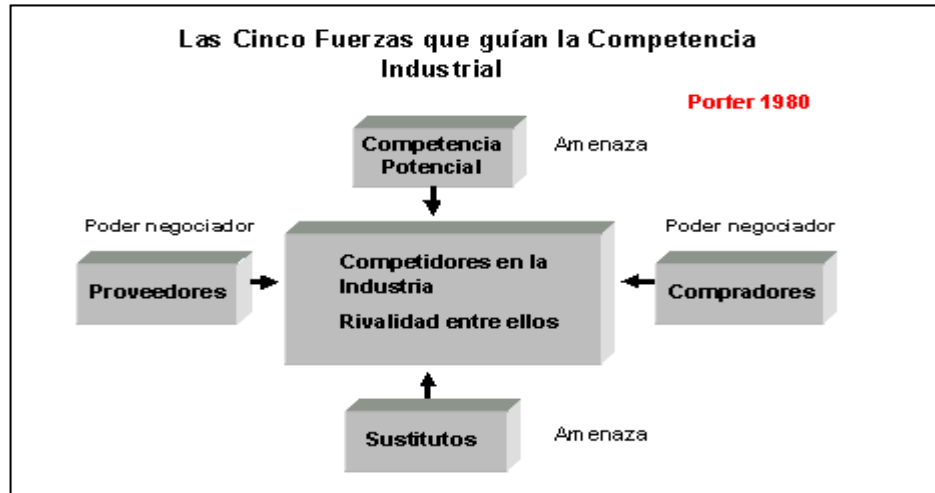 Las Cinco Fuerzas que guían la Competencia
Industrial
Porter 1980
Competencia
Potencial
Amenaza
Poder negociador
Proveedores
Competidores en la
Industria
Rivalidad entre ellos
Poder negociador
Compradores
Sustitutos
Amenaza